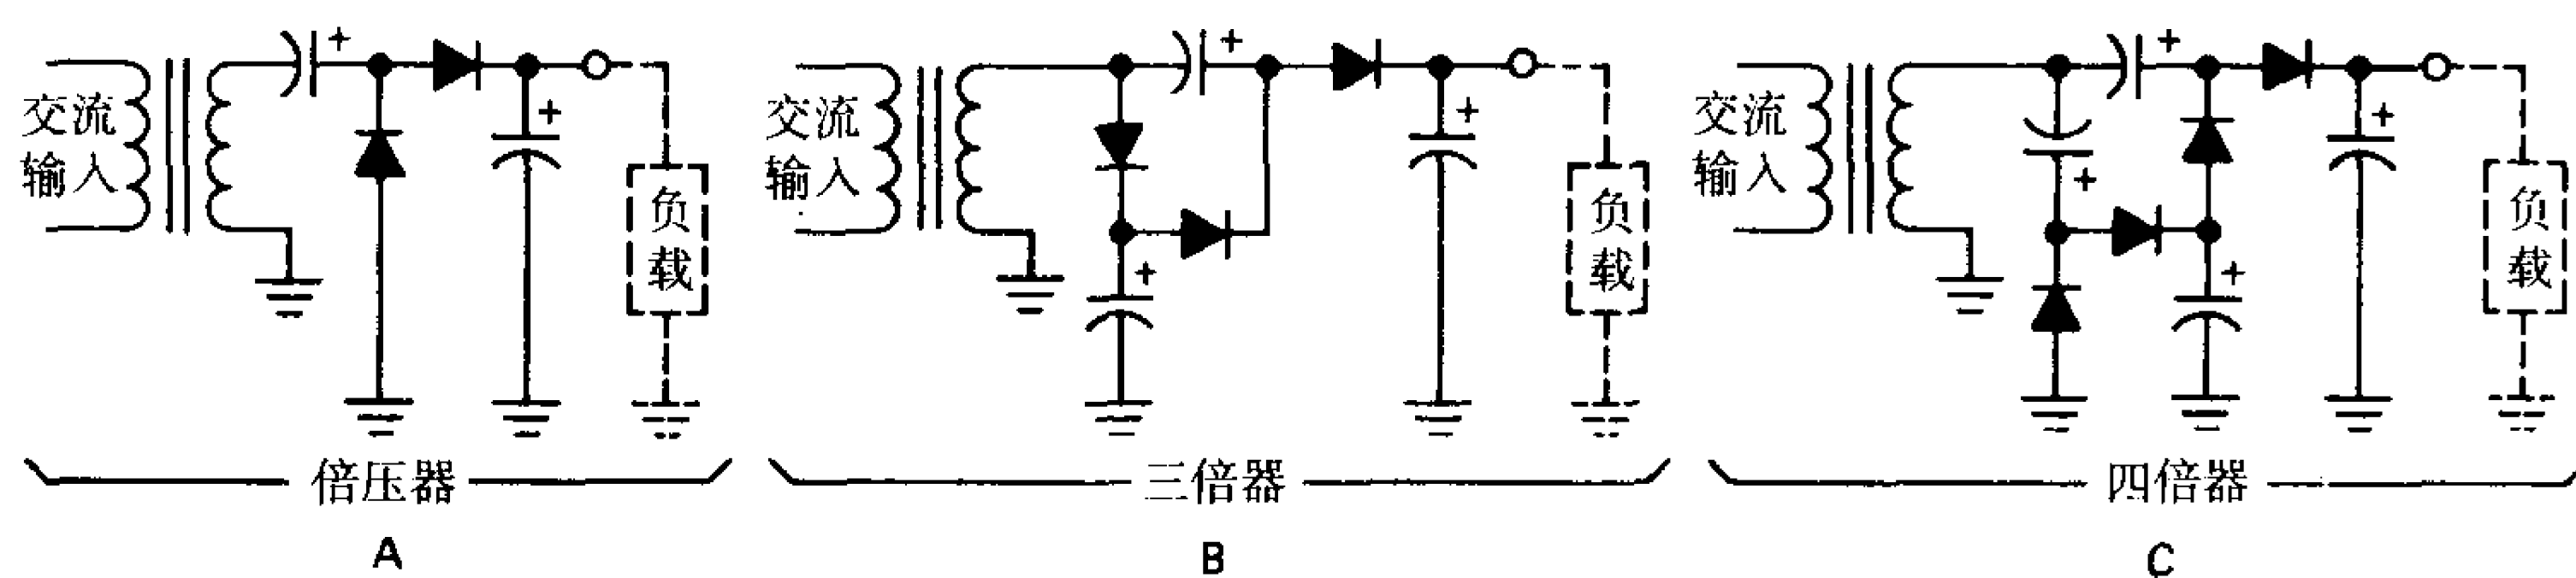 交流
输入
+
+
负
载
倍压器
A
交流
输入
+
+
+
负
载
三倍器
B
交流
输入
+
+
+
+
负
载
四倍器
C